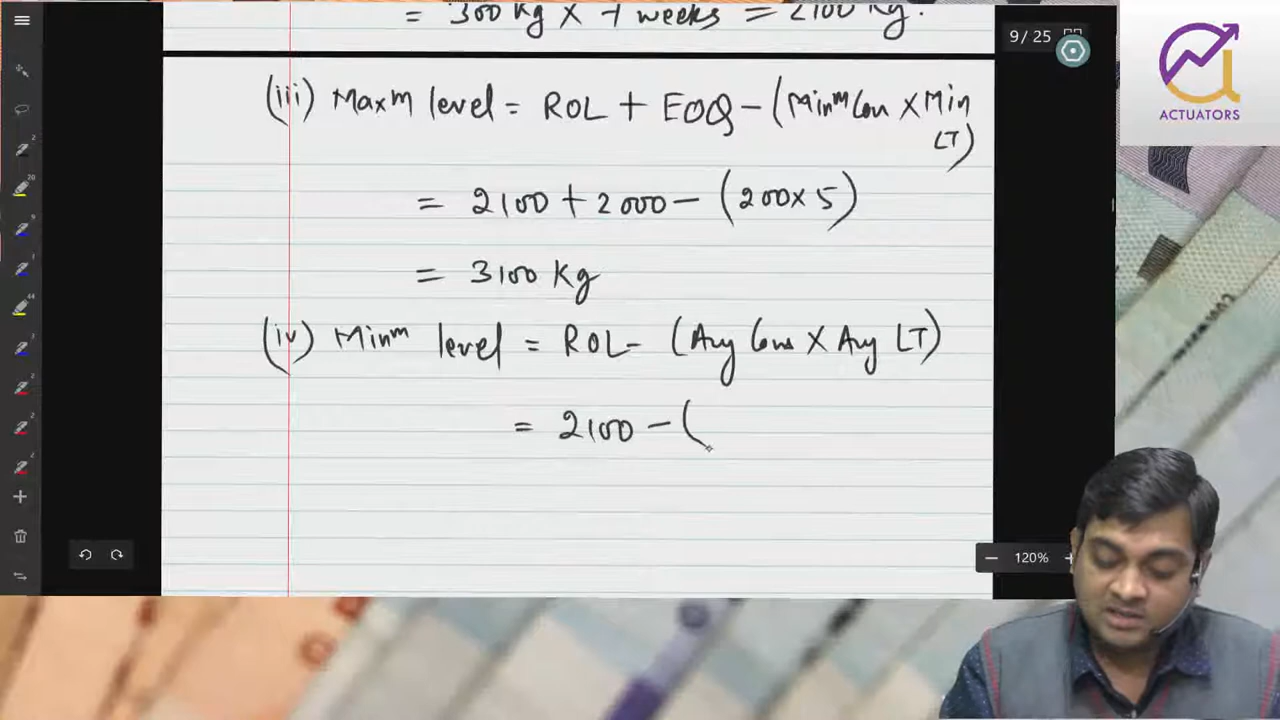 = 300 Kg X 7 weeks = 2100 Kg.
9 / 25
(iii) Maxm level = ROL + EOQ - (Minm Con X Min LT)
= 2100 + 2000 - (200 x 5)
= 3100 Kg
(iv) Minm level = ROL - (Avg Cons X Avg LT)
= 2100 - (
120%
ACTUATORS